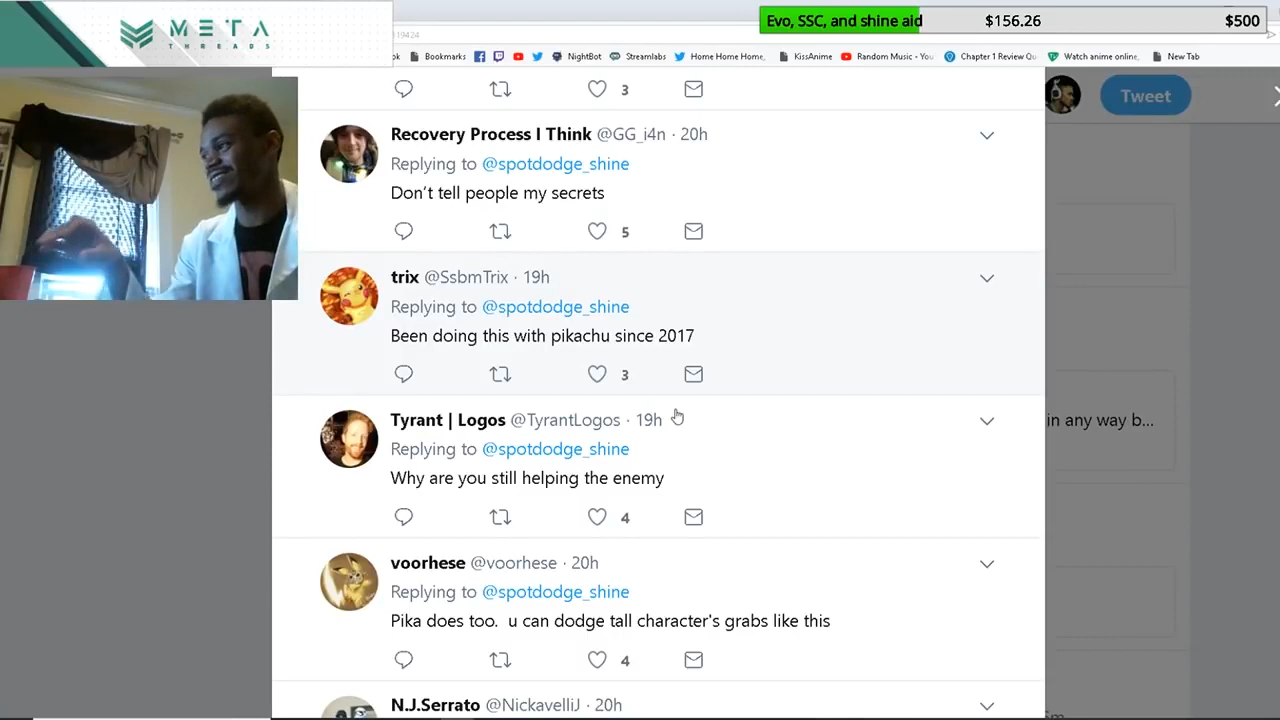 META
THREADS
Evo, SSC, and shine aid $156.26 $500
Bookmarks NightBot Streamlabs Home Home Home, KissAnime Random Music - You Chapter 1 Review Qu Watch anime online, New Tab
Tweet
3
Recovery Process I Think @GG_i4n · 20h
Replying to @spotdodge_shine
Don't tell people my secrets
5
trix @SsbmTrix · 19h
Replying to @spotdodge_shine
Been doing this with pikachu since 2017
3
Tyrant | Logos @TyrantLogos · 19h
in any way b...
Replying to @spotdodge_shine
Why are you still helping the enemy
4
voorhese @voorhese · 20h
Replying to @spotdodge_shine
Pika does too. u can dodge tall character's grabs like this
4
N.J.Serrato @NickavelliJ · 20h